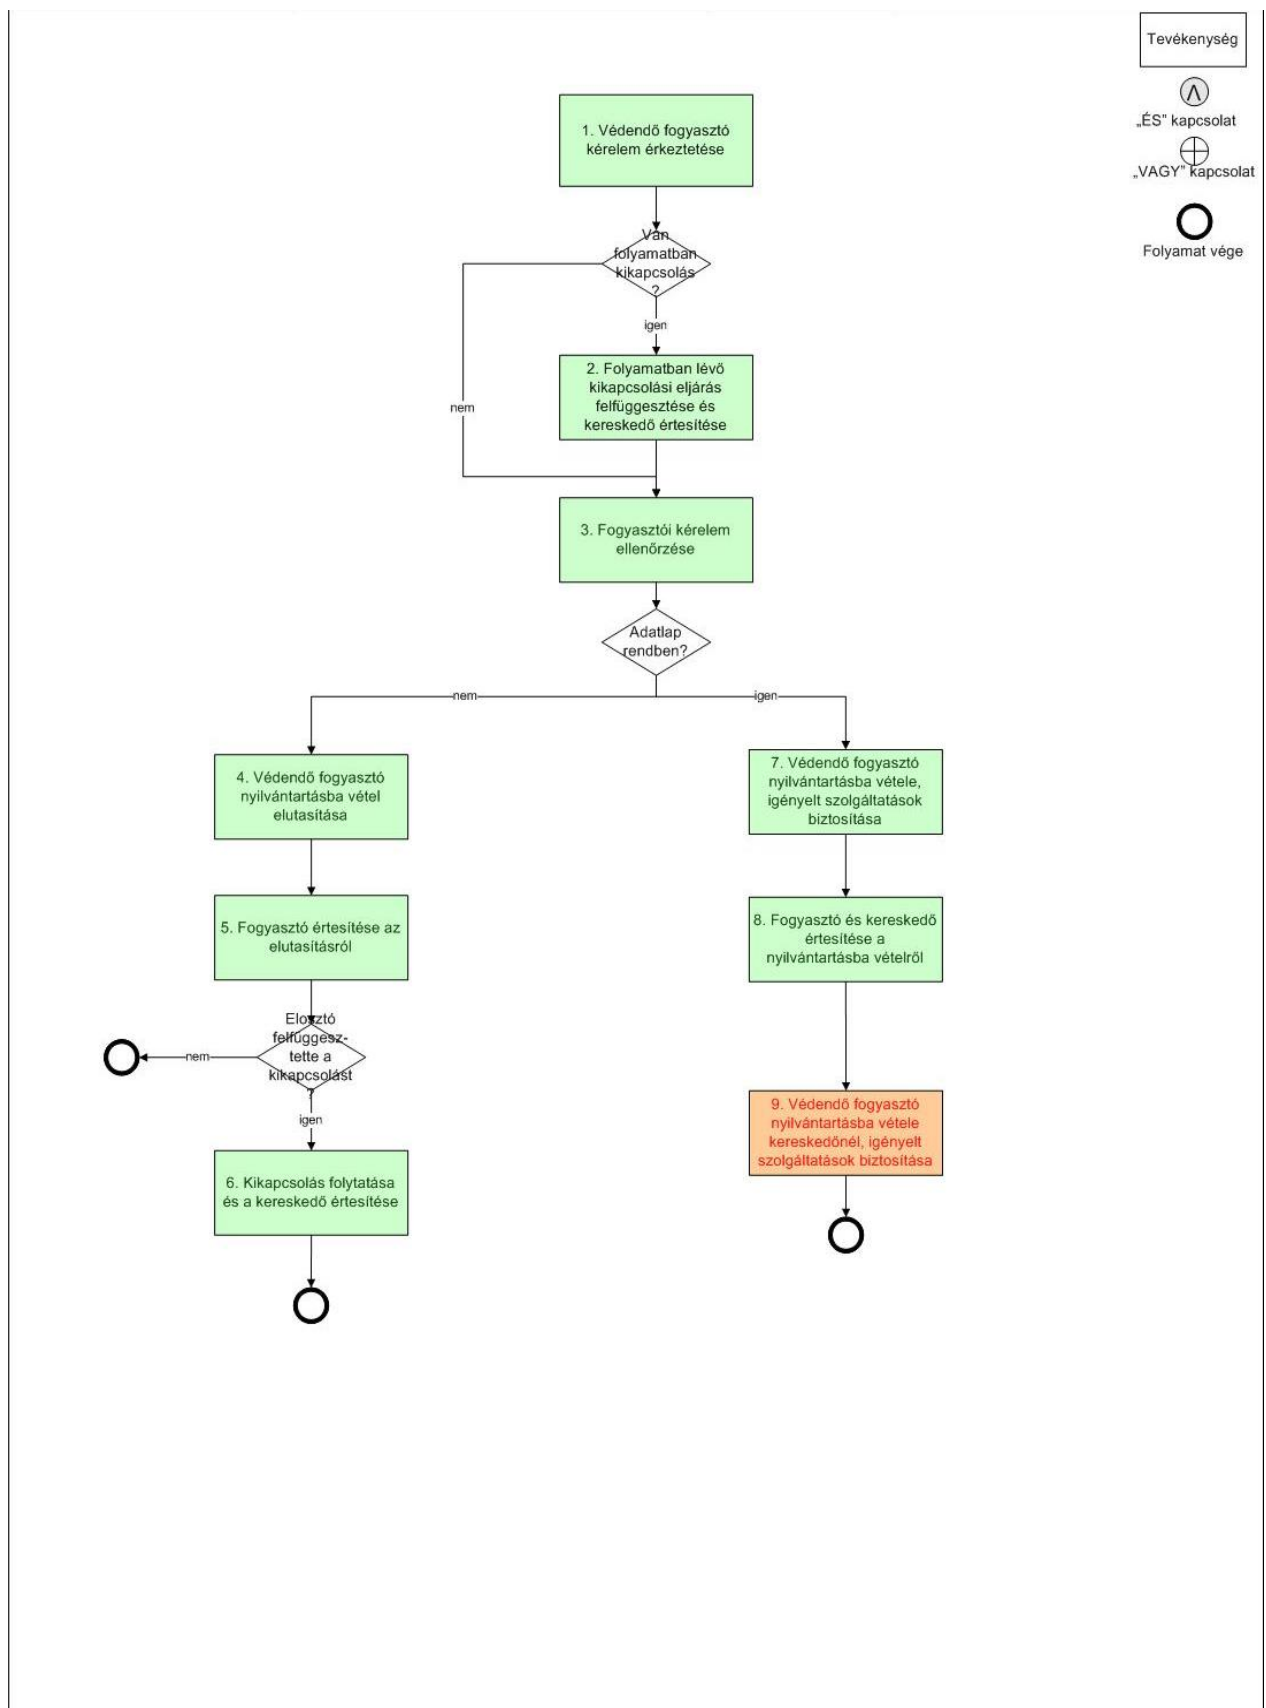 Tevékenység
„ÉS” kapcsolat
„VAGY” kapcsolat
Folyamat vége
1. Védendő fogyasztó
kérelem érkeztetése
Van
folyamatban
kikapcsolás
?
igen
nem
2. Folyamatban lévő
kikapcsolási eljárás
felfüggesztése és
kereskedő értesítése
3. Fogyasztói kérelem
ellenőrzése
Adatlap
rendben?
nem
igen
4. Védendő fogyasztó
nyilvántartásba vétel
elutasítása
5. Fogyasztó értesítése az
elutasításról
Elosztó
felfüggesz-
tette a
kikapcsolást
?
nem
igen
6. Kikapcsolás folytatása
és a kereskedő értesítése
7. Védendő fogyasztó
nyilvántartásba vétele,
igényelt szolgáltatások
biztosítása
8. Fogyasztó és kereskedő
értesítése a
nyilvántartásba vételről
9. Védendő fogyasztó
nyilvántartásba vétele
kereskedőnél, igényelt
szolgáltatások biztosítása